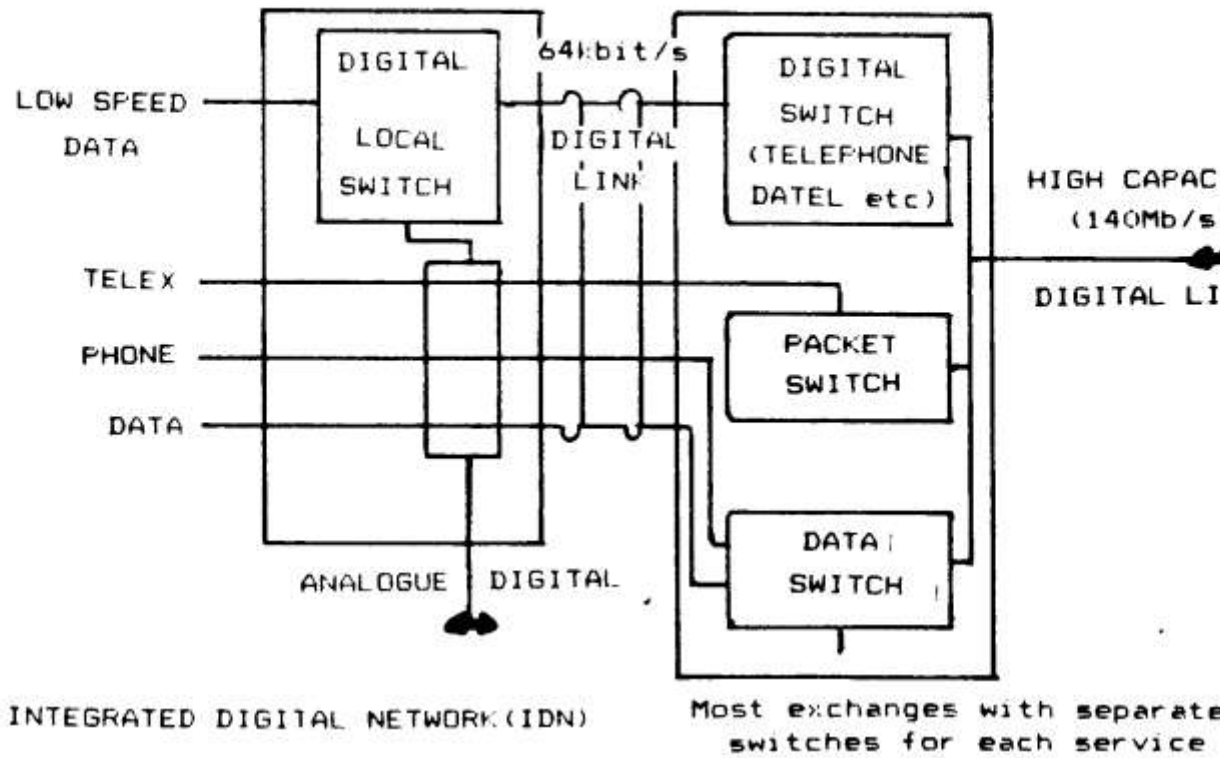 64kbit/s
LOW SPEED
DATA
DIGITAL
LOCAL
SWITCH
DIGITAL
LINK
DIGITAL
SWITCH
(TELEPHONE
DATEL etc)
HIGH CAPAC
(140Mb/s
DIGITAL LI
TELEX
PHONE
DATA
PACKET
SWITCH
DATA
SWITCH
ANALOGUE DIGITAL
INTEGRATED DIGITAL NETWORK(IDN)
Most exchanges with separate
switches for each service